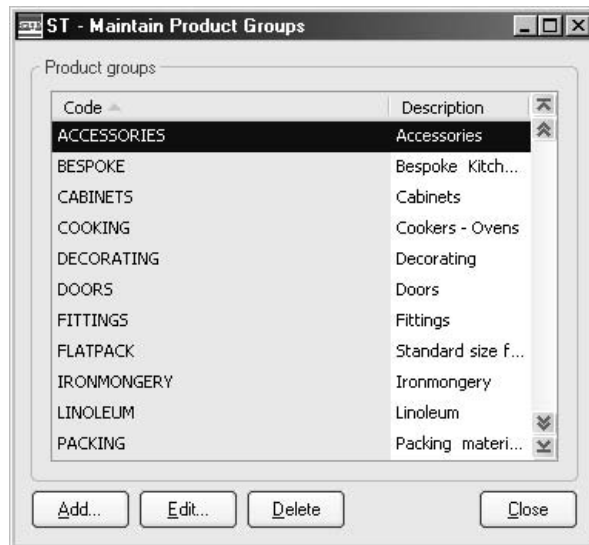 ST - Maintain Product Groups
Product groups
Code Description
ACCESSORIES Accessories
BESPOKE Bespoke Kitch...
CABINETS Cabinets
COOKING Cookers - Ovens
DECORATING Decorating
DOORS Doors
FITTINGS Fittings
FLATPACK Standard size f...
IRONMONGERY Ironmongery
LINOLEUM Linoleum
PACKING Packing materi...
Add... Edit... Delete Close